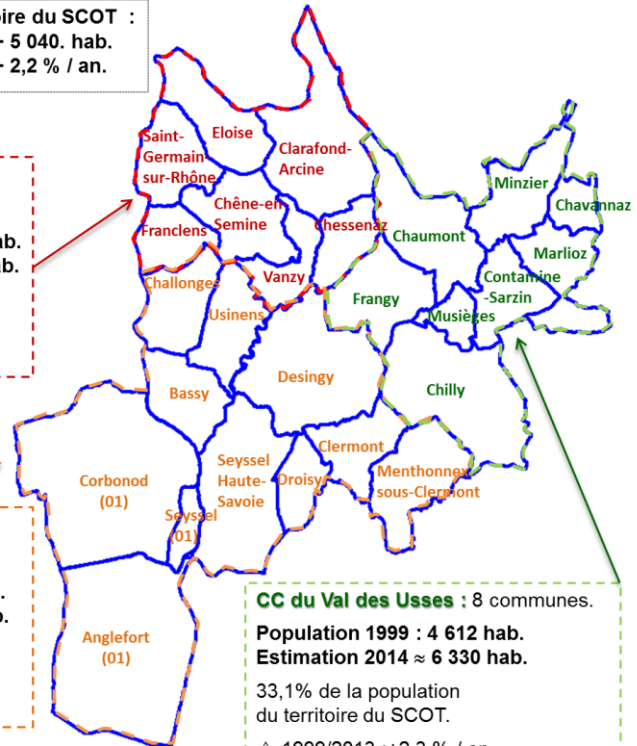 oire du SCOT :
+ 5 040. hab.
+ 2,2 % / an.
Saint-
Germain-
sur-Rhône
Eloise
Clarafond-
Arcine
Chêne-en-
Semine
Franclens
Chessenaz
Vanzy
Minzier
Chavannaz
Chaumont
Marlioz
Contamine
-Sarzin
Frangy
Musièges
Chilly
Challonges
Usinens
Bassy
Desingy
Clermont
Seyssel
Haute-
Savoie
Droisy
Menthonnex
sous-Clermont
Corbonod
(01)
Seyssel
(01)
Anglefort
(01)
ab.
ab.
b.
CC du Val des Usses : 8 communes.
Population 1999 : 4 612 hab.
Estimation 2014 ≈ 6 330 hab.
33,1% de la population
du territoire du SCOT.